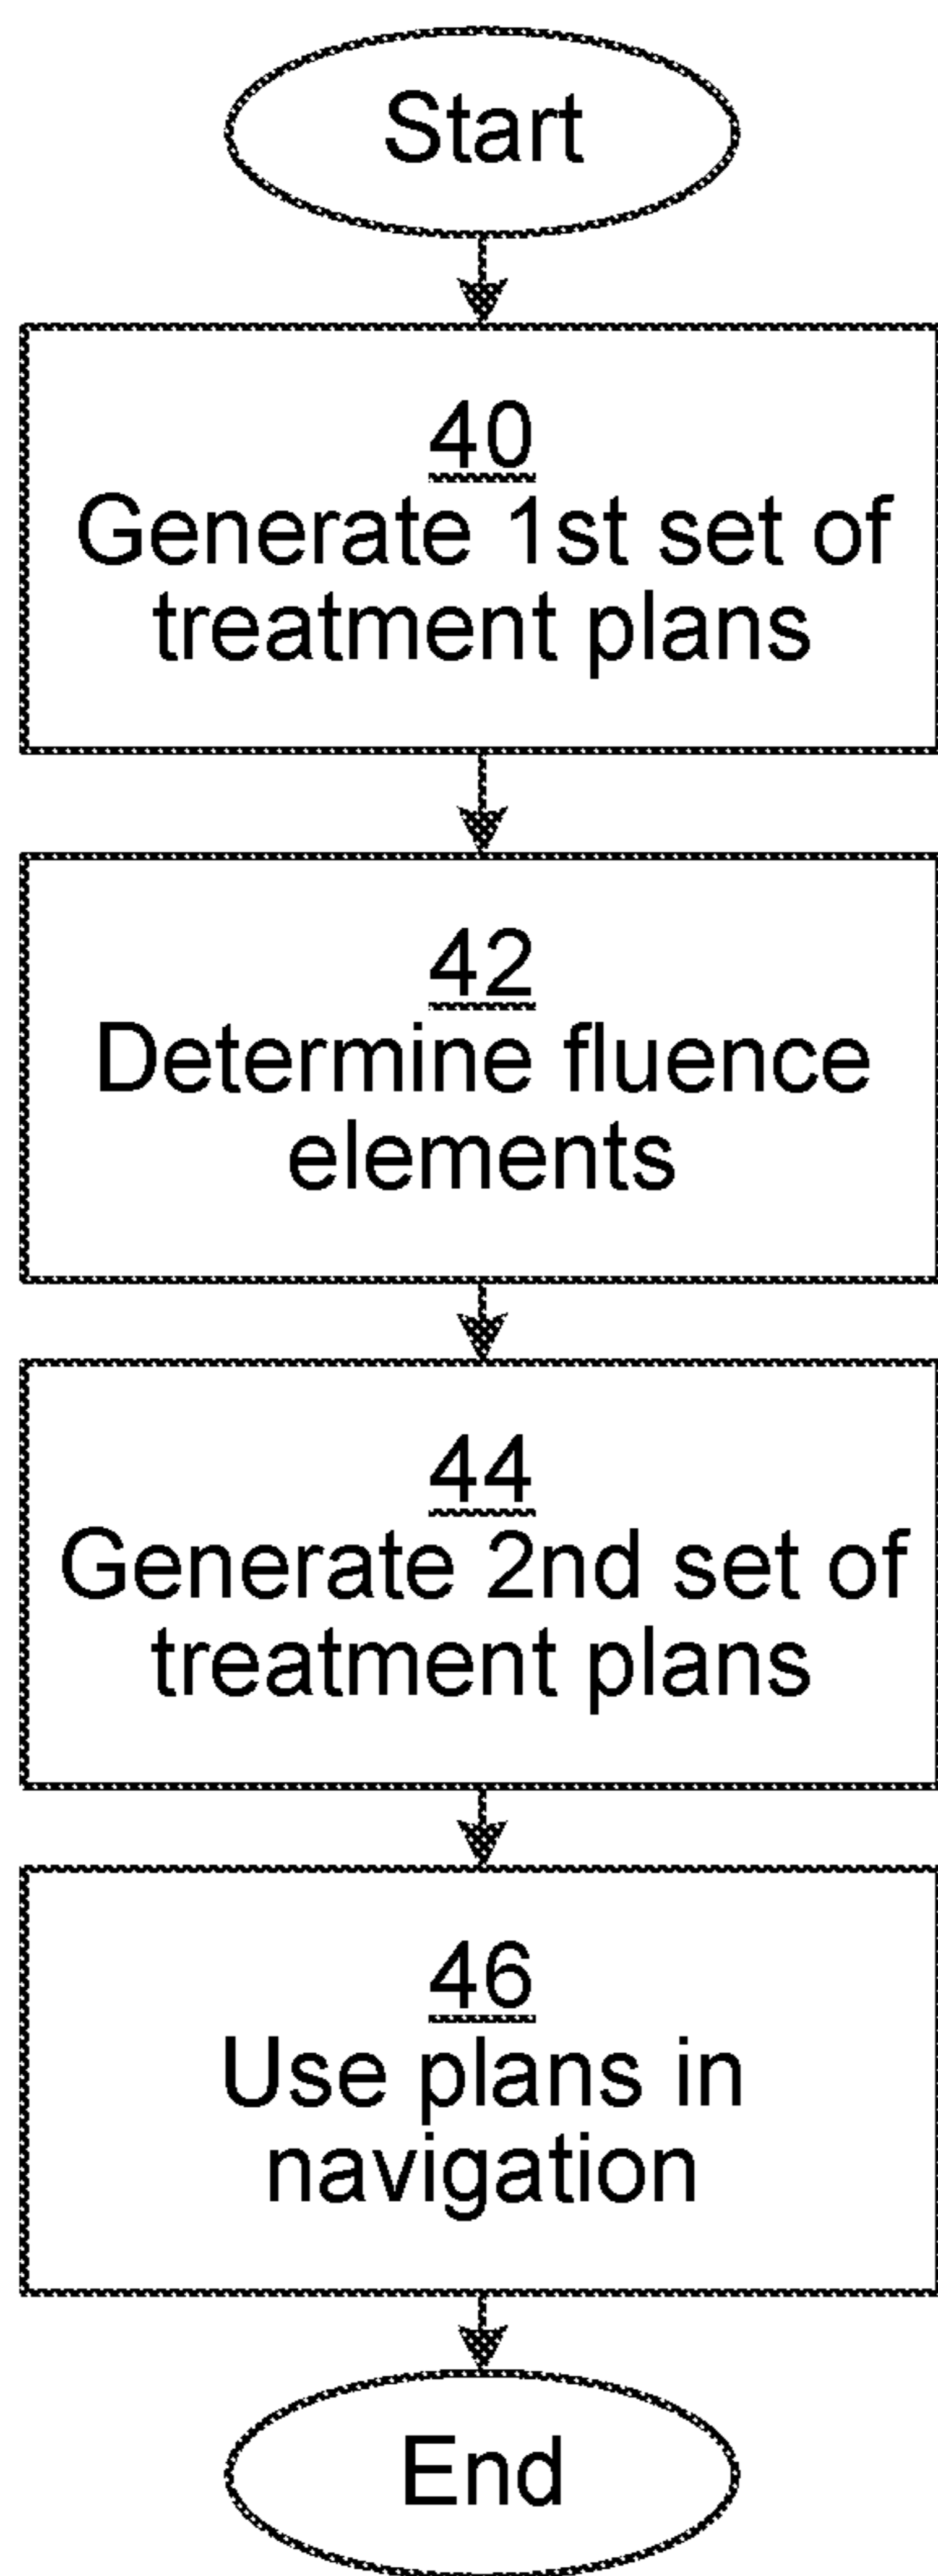 Start
40
Generate 1st set of
treatment plans
42
Determine fluence
elements
44
Generate 2nd set of
treatment plans
46
Use plans in
navigation
End